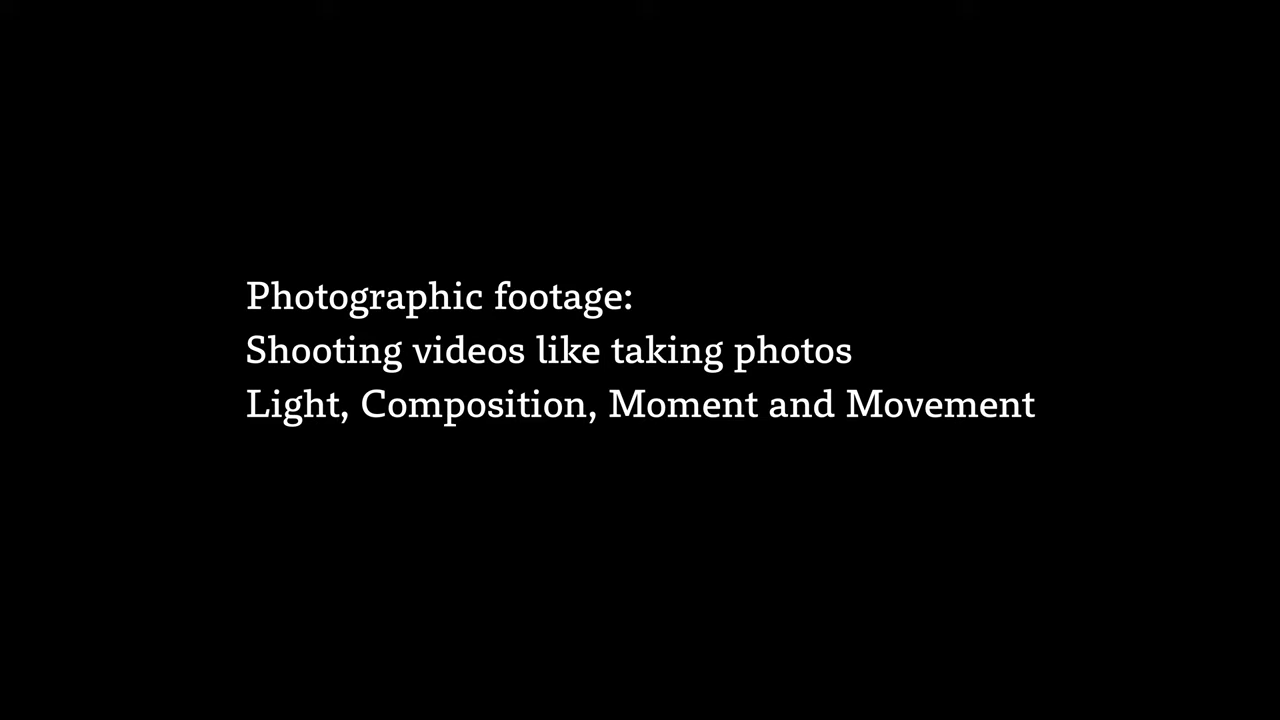 Photographic footage:
Shooting videos like taking photos
Light, Composition, Moment and Movement